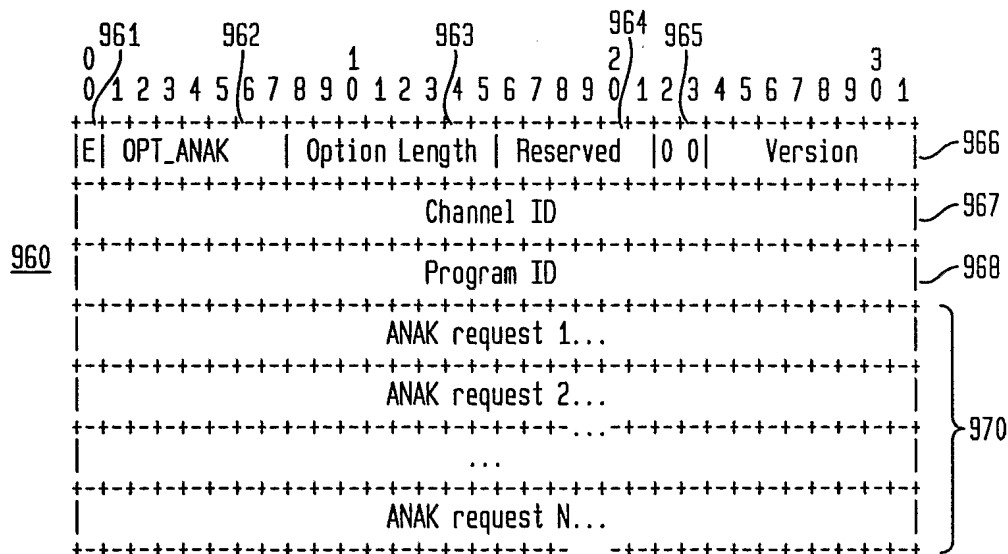 961 962 963 964 965
0 1 2 3
0 1 2 3 4 5 6 7 8 9 0 1 2 3 4 5 6 7 8 9 0 1 2 3 4 5 6 7 8 9 0 1
+-+-+-+-+-+-+-+-+-+-+-+-+-+-+-+-+-+-+-+-+-+-+-+-+-+-+-+-+-+-+-+-+
|E| OPT_ANAK | Option Length | Reserved |0 0| Version | 966
+-+-+-+-+-+-+-+-+-+-+-+-+-+-+-+-+-+-+-+-+-+-+-+-+-+-+-+-+-+-+-+-+
| Channel ID | 967
+-+-+-+-+-+-+-+-+-+-+-+-+-+-+-+-+-+-+-+-+-+-+-+-+-+-+-+-+-+-+-+-+
960
| Program ID | 968
+-+-+-+-+-+-+-+-+-+-+-+-+-+-+-+-+-+-+-+-+-+-+-+-+-+-+-+-+-+-+-+-+
| ANAK request 1... |
+-+-+-+-+-+-+-+-+-+-+-+-+-+-+-+-+-+-+-+-+-+-+-+-+-+-+-+-+-+-+-+-+
| ANAK request 2... |
+-+-+-+-+-+-+-+-+-+-+-+-+-+-+-+-+-+-+-...-+-+-+-+-+-+-+-+-+-+-+-+
970
| ... |
+-+-+-+-+-+-+-+-+-+-+-+-+-+-+-+-+-+-+-+-+-+-+-+-+-+-+-+-+-+-+-+-+
| ANAK request N... |
+-+-+-+-+-+-+-+-+-+-+-+-+-+-+-+-+-+-+- -+-+-+-+-+-+-+-+-+-+-+-+